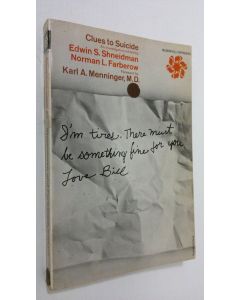 Clues to Suicide
Edwin S. Shneidman
Norman L. Farberow
Karl A. Menninger, M.D.
I'm tired. There must
be something fine for you
Love Bill